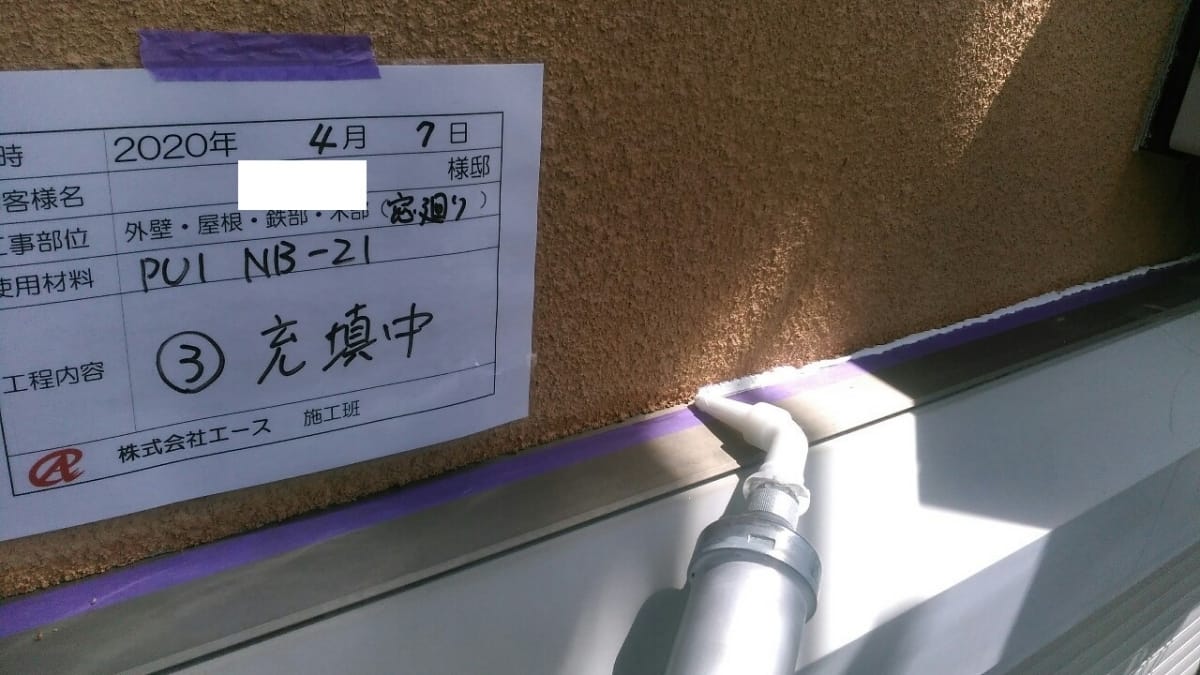 時 2020年 4月 7日
客様名 様邸
工事部位 外壁・屋根・鉄部・木部（窓廻り）
使用材料 PU1 NB-21
工程内容 ③ 充填中
株式会社エース 施工班